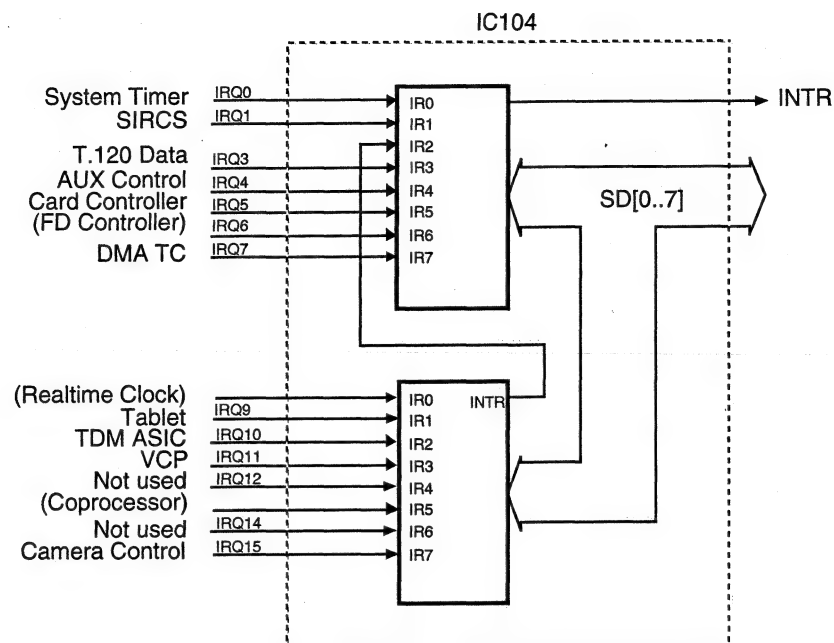 IC104
System Timer IRQ0 IR0 INTR
SIRCS IRQ1 IR1
IR2
T.120 Data IRQ3 IR3
AUX Control IRQ4 IR4 SD[0..7]
Card Controller IRQ5 IR5
(FD Controller) IRQ6 IR6
DMA TC IRQ7 IR7
(Realtime Clock) IR0 INTR
Tablet IRQ9 IR1
TDM ASIC IRQ10 IR2
VCP IRQ11 IR3
Not used IRQ12 IR4
(Coprocessor) IR5
Not used IRQ14 IR6
Camera Control IRQ15 IR7